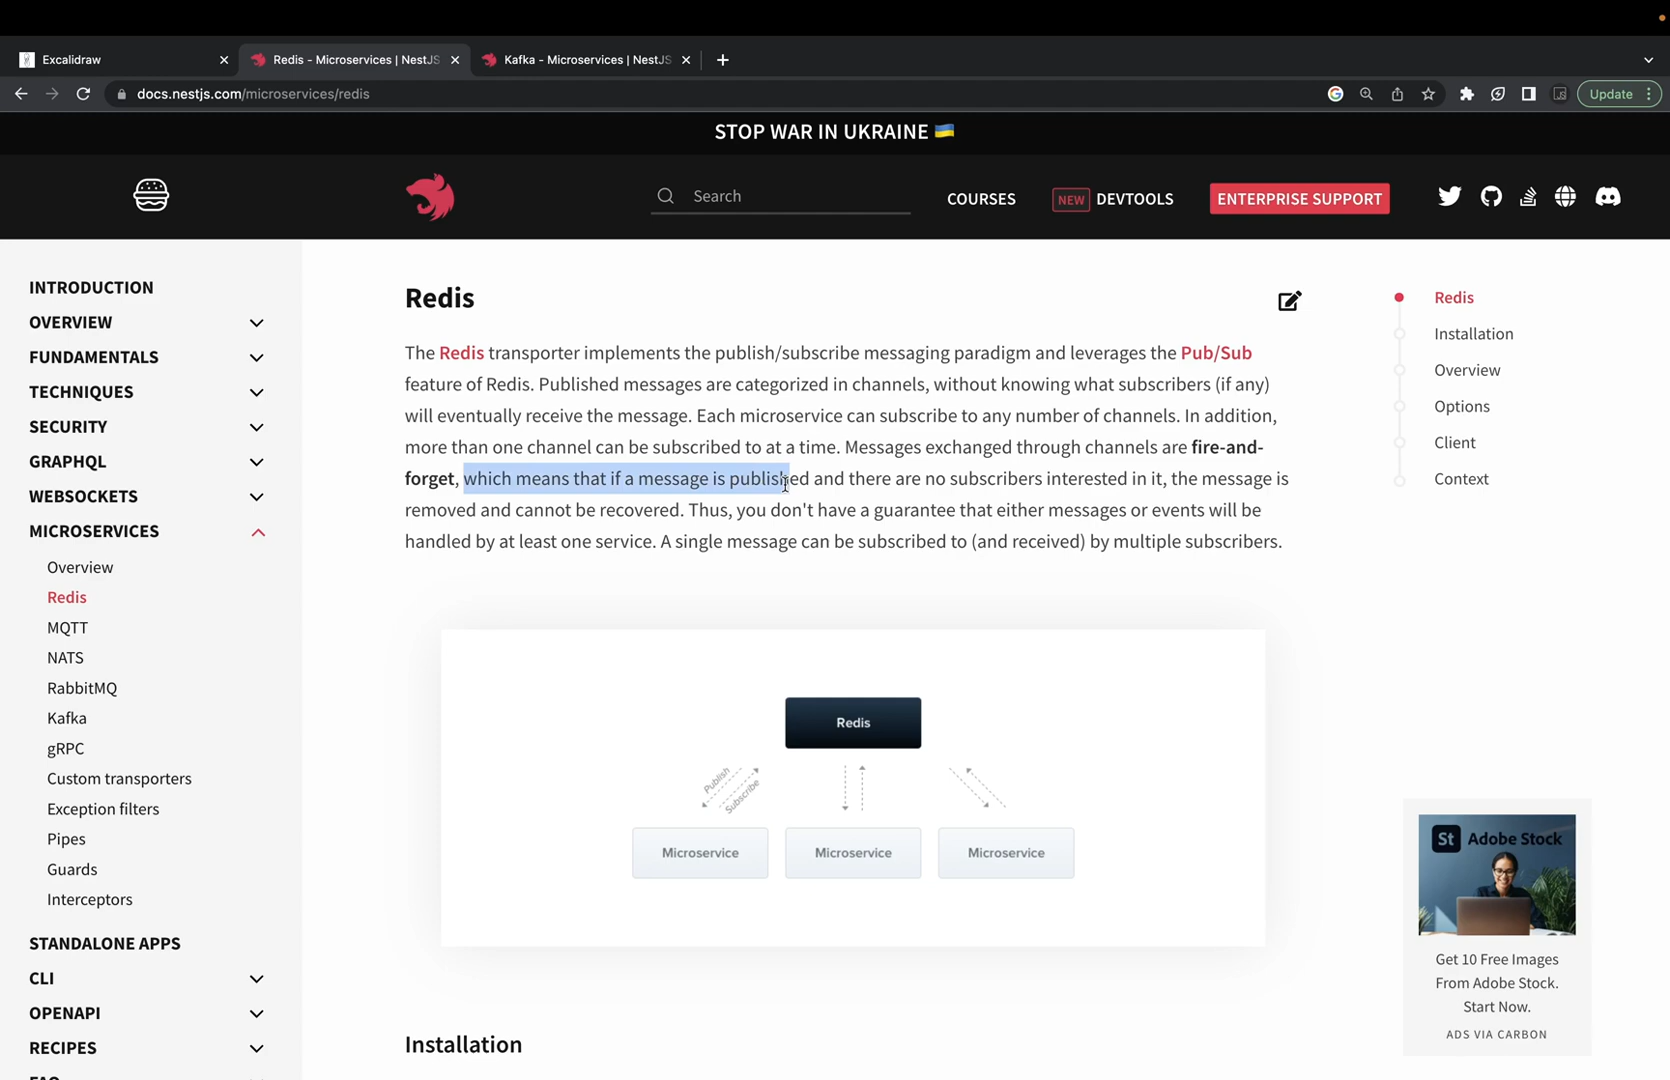 Excalidraw
Redis - Microservices | NestJS
Kafka - Microservices | NestJS
docs.nestjs.com/microservices/redis
Update
STOP WAR IN UKRAINE 🇺🇦
Search
COURSES
NEW DEVTOOLS
ENTERPRISE SUPPORT
INTRODUCTION
OVERVIEW
FUNDAMENTALS
TECHNIQUES
SECURITY
GRAPHQL
WEBSOCKETS
MICROSERVICES
Overview
Redis
MQTT
NATS
RabbitMQ
Kafka
gRPC
Custom transporters
Exception filters
Pipes
Guards
Interceptors
STANDALONE APPS
CLI
OPENAPI
RECIPES
Redis
The Redis transporter implements the publish/subscribe messaging paradigm and leverages the Pub/Sub
feature of Redis. Published messages are categorized in channels, without knowing what subscribers (if any)
will eventually receive the message. Each microservice can subscribe to any number of channels. In addition,
more than one channel can be subscribed to at a time. Messages exchanged through channels are fire-and-
forget, which means that if a message is published and there are no subscribers interested in it, the message is
removed and cannot be recovered. Thus, you don't have a guarantee that either messages or events will be
handled by at least one service. A single message can be subscribed to (and received) by multiple subscribers.
Redis
Publish
Subscribe
Microservice
Microservice
Microservice
Installation
Redis
Installation
Overview
Options
Client
Context
St Adobe Stock
Get 10 Free Images
From Adobe Stock.
Start Now.
ADS VIA CARBON